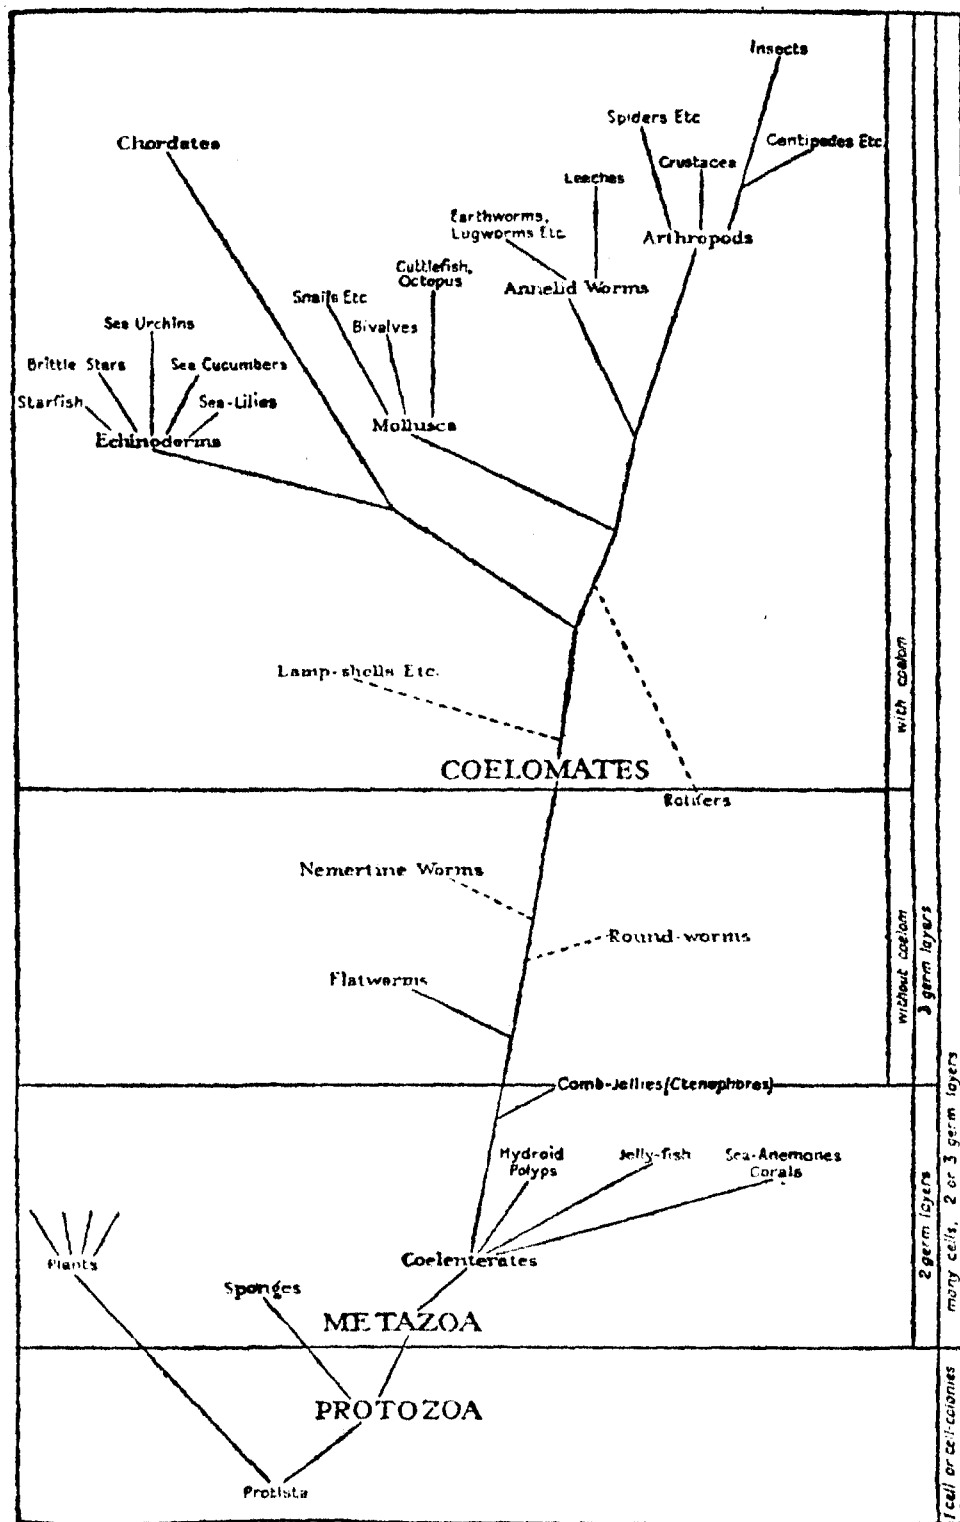 Insects
Spiders Etc
Chordates
Crustacea
Centipedes Etc.
Leeches
Earthworms,
Lugworms Etc.
Arthropods
Cuttlefish,
Octopus
Annelid Worms
Snails Etc
Bivalves
Sea Urchins
Brittle Stars
Sea Cucumbers
Starfish
Sea-Lilies
Mollusca
Echinoderms
Lamp-shells Etc.
COELOMATES
Rotifers
Nemertine Worms
Round-worms
Flatworms
Comb-Jellies (Ctenophores)
Hydroid
Polyps
Jelly-fish
Sea-Anemones
Corals
Coelenterates
Plants
Sponges
METAZOA
PROTOZOA
Protista
with coelom
without coelom
3 germ layers
2 germ layers
many cells, 2 or 3 germ layers
1 cell or cell-colonies